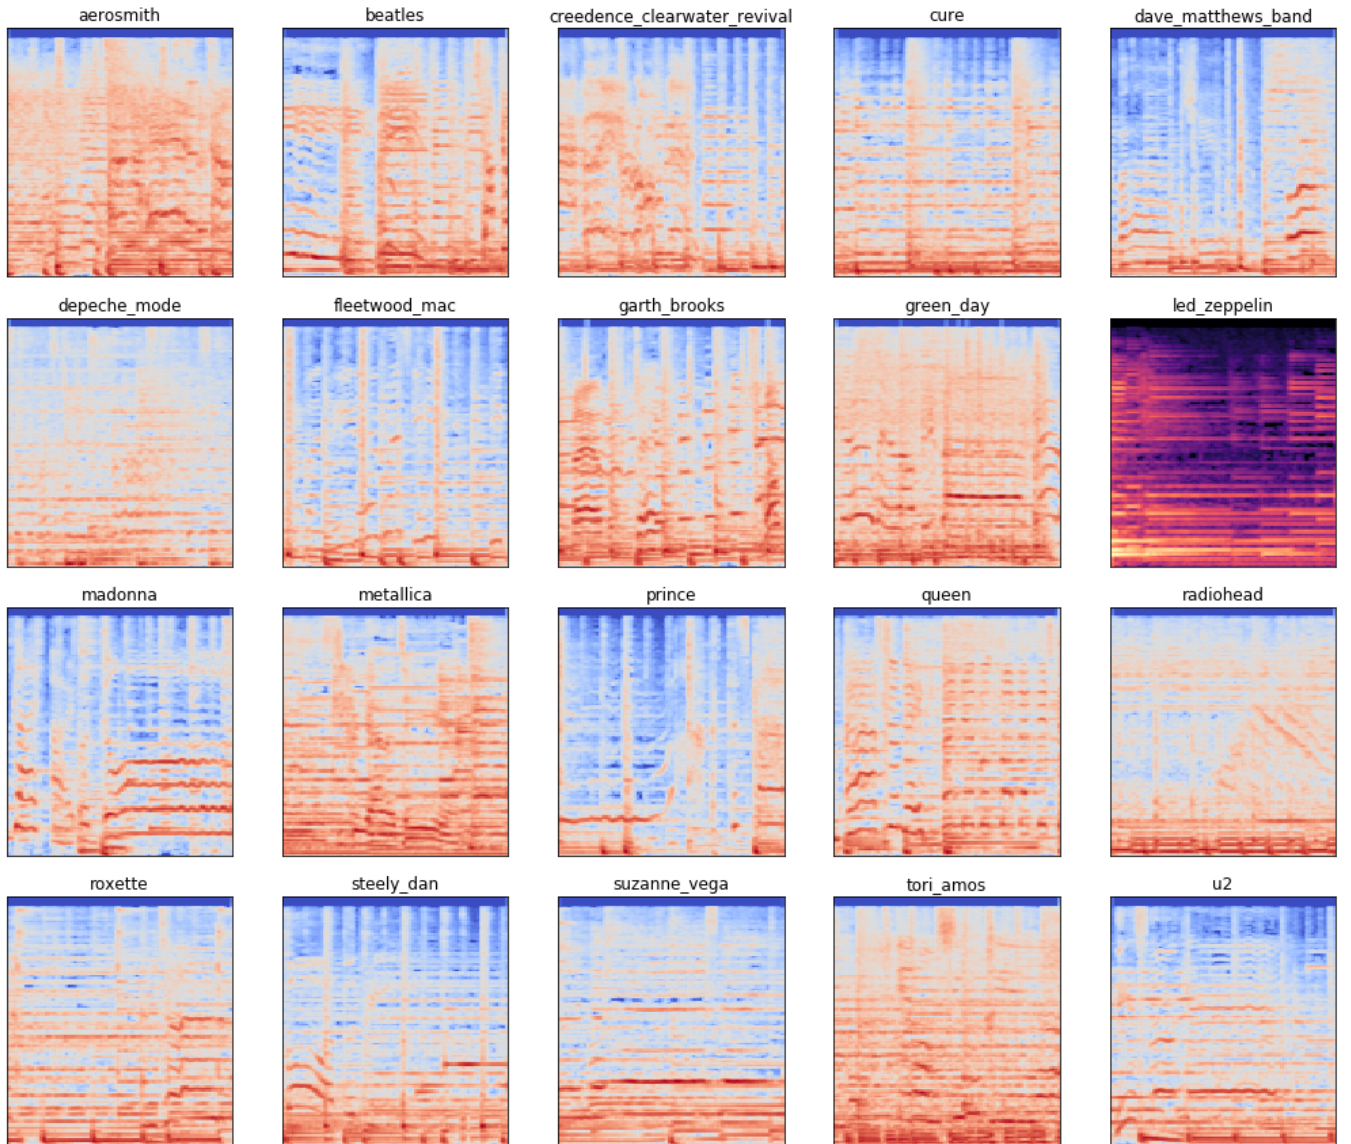 aerosmith beatles creedence_clearwater_revival cure dave_matthews_band
depeche_mode fleetwood_mac garth_brooks green_day led_zeppelin
madonna metallica prince queen radiohead
roxette steely_dan suzanne_vega tori_amos u2